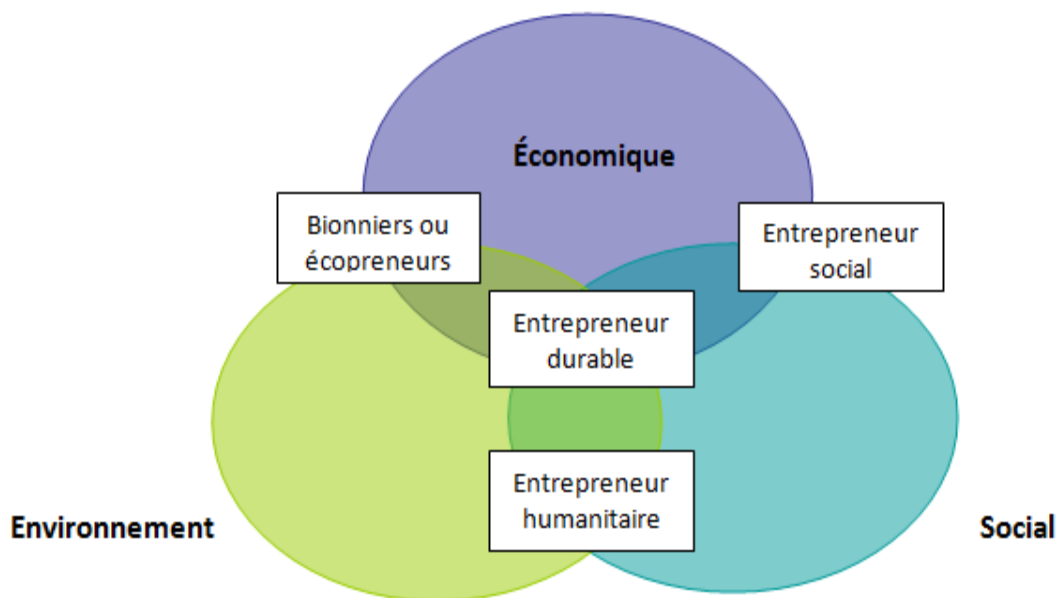 Économique
Bionniers ou
écopreneurs
Entrepreneur
social
Entrepreneur
durable
Entrepreneur
humanitaire
Environnement
Social